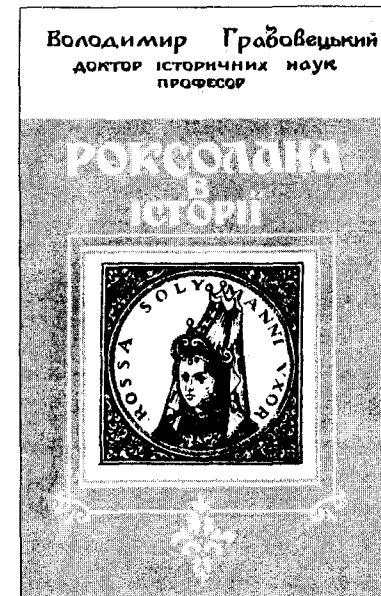 Володимир Грабовецький
доктор історичних наук
професор
РОКСОЛАНА
В
ІСТОРІЇ
ROSSA SOLYMANNI VXOR